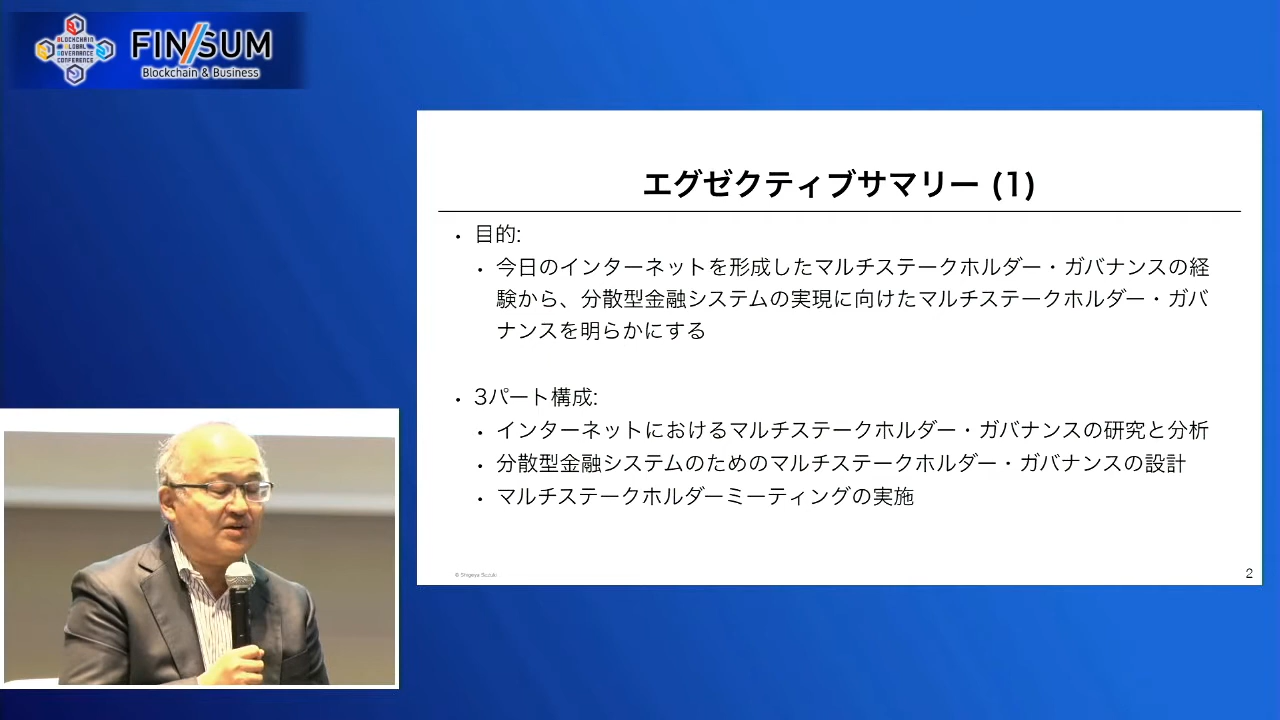 BLOCKCHAIN
GLOBAL
GOVERNANCE
CONFERENCE
FIN/SUM
Blockchain & Business
エグゼクティブサマリー (1)
• 目的:
• 今日のインターネットを形成したマルチステークホルダー・ガバナンスの経
験から、分散型金融システムの実現に向けたマルチステークホルダー・ガバ
ナンスを明らかにする
• 3パート構成:
• インターネットにおけるマルチステークホルダー・ガバナンスの研究と分析
• 分散型金融システムのためのマルチステークホルダー・ガバナンスの設計
• マルチステークホルダーミーティングの実施
© Shigeya Suzuki
2